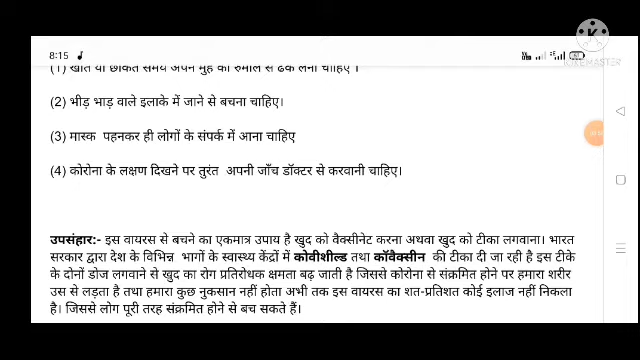 8:15
KINEMASTER
(1) खाते या छींकते समय अपने मुँह को रुमाल से ढक लेना चाहिए ।
(2) भीड़ भाड़ वाले इलाके में जाने से बचना चाहिए।
(3) मास्क पहनकर ही लोगों के संपर्क में आना चाहिए
(4) कोरोना के लक्षण दिखने पर तुरंत अपनी जाँच डॉक्टर से करवानी चाहिए।
उपसंहार:- इस वायरस से बचने का एकमात्र उपाय है खुद को वैक्सीनेट करना अथवा खुद को टीका लगवाना। भारत
सरकार द्वारा देश के विभिन्न भागों के स्वास्थ्य केंद्रों में कोवीशील्ड तथा कॉवैक्सीन की टीका दी जा रही है इस टीके
के दोनों डोज लगवाने से खुद का रोग प्रतिरोधक क्षमता बढ़ जाती है जिससे कोरोना से संक्रमित होने पर हमारा शरीर
उस से लड़ता है तथा हमारा कुछ नुकसान नहीं होता अभी तक इस वायरस का शत-प्रतिशत कोई इलाज नहीं निकला
है। जिससे लोग पूरी तरह संक्रमित होने से बच सकते हैं।